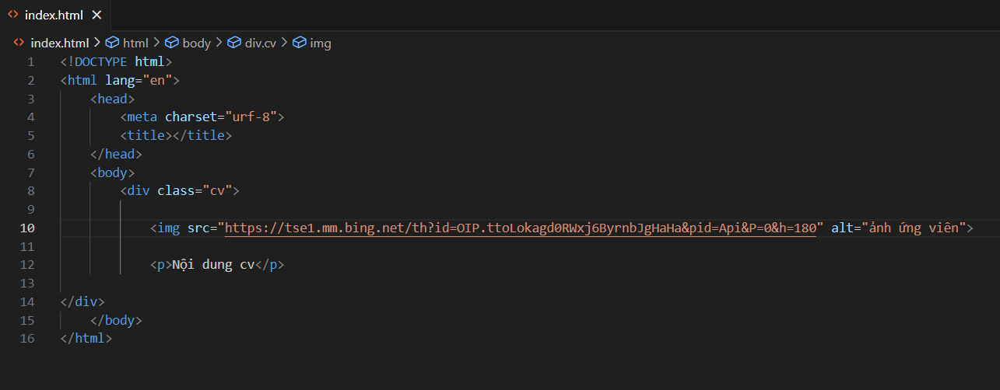 index.html
index.html > html > body > div.cv > img
1 <!DOCTYPE html>
2 <html lang="en">
3 <head>
4 <meta charset="urf-8">
5 <title></title>
6 </head>
7 <body>
8 <div class="cv">
9
10 <img src="https://tse1.mm.bing.net/th?id=OIP.ttoLokagd0RWxj6ByrnbJgHaHa&pid=Api&P=0&h=180" alt="ảnh ứng viên">
11
12 <p>Nội dung cv</p>
13
14 </div>
15 </body>
16 </html>